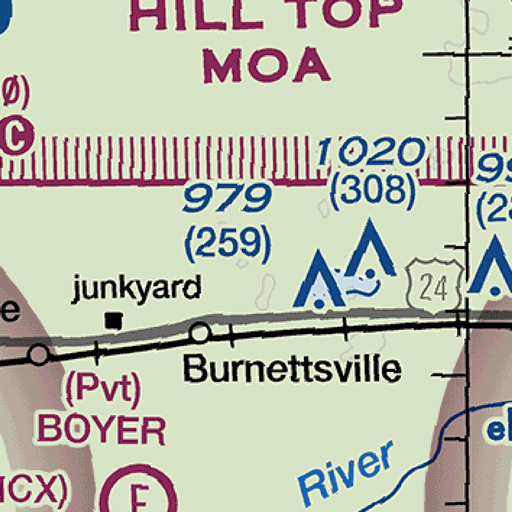 HILL TOP
MOA
Ø)
C
1020
(308)
979
(259)
junkyard
24
Burnettsville
(Pvt)
BOYER
River